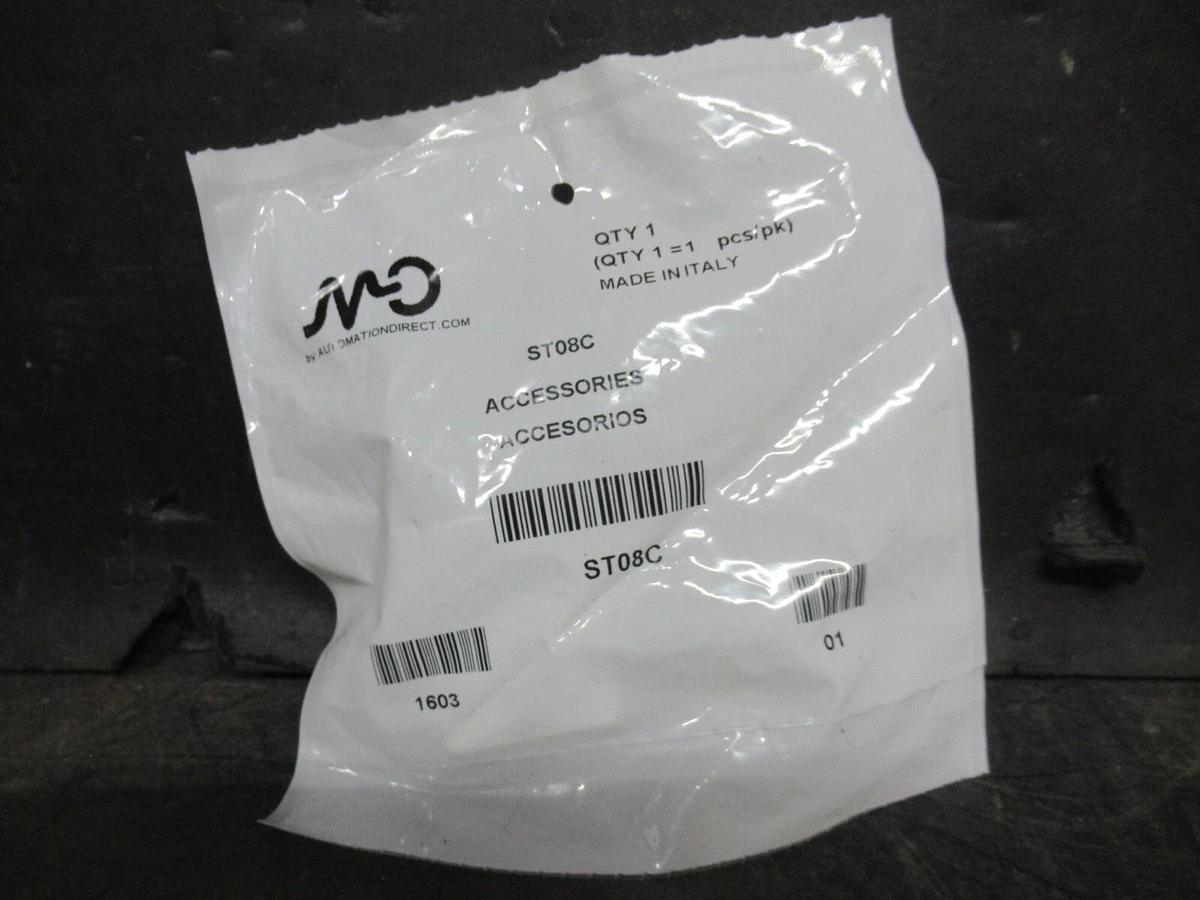 QTY 1
(QTY 1 =1 pcs/pk)
MADE IN ITALY
by AUTOMATIONDIRECT.COM
ST08C
ACCESSORIES
ACCESORIOS
ST08C
01
1603